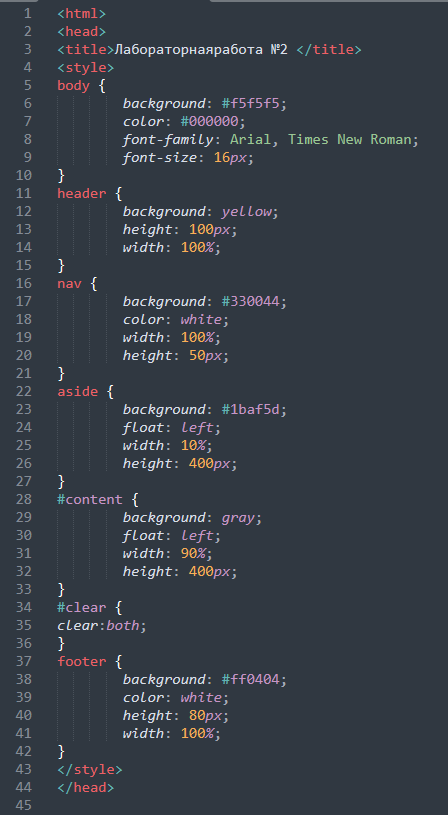 1 <html>
2 <head>
3 <title>Лабораторнаяработа №2 </title>
4 <style>
5 body {
6 background: #f5f5f5;
7 color: #000000;
8 font-family: Arial, Times New Roman;
9 font-size: 16px;
10 }
11 header {
12 background: yellow;
13 height: 100px;
14 width: 100%;
15 }
16 nav {
17 background: #330044;
18 color: white;
19 width: 100%;
20 height: 50px;
21 }
22 aside {
23 background: #1baf5d;
24 float: left;
25 width: 10%;
26 height: 400px;
27 }
28 #content {
29 background: gray;
30 float: left;
31 width: 90%;
32 height: 400px;
33 }
34 #clear {
35 clear:both;
36 }
37 footer {
38 background: #ff0404;
39 color: white;
40 height: 80px;
41 width: 100%;
42 }
43 </style>
44 </head>
45